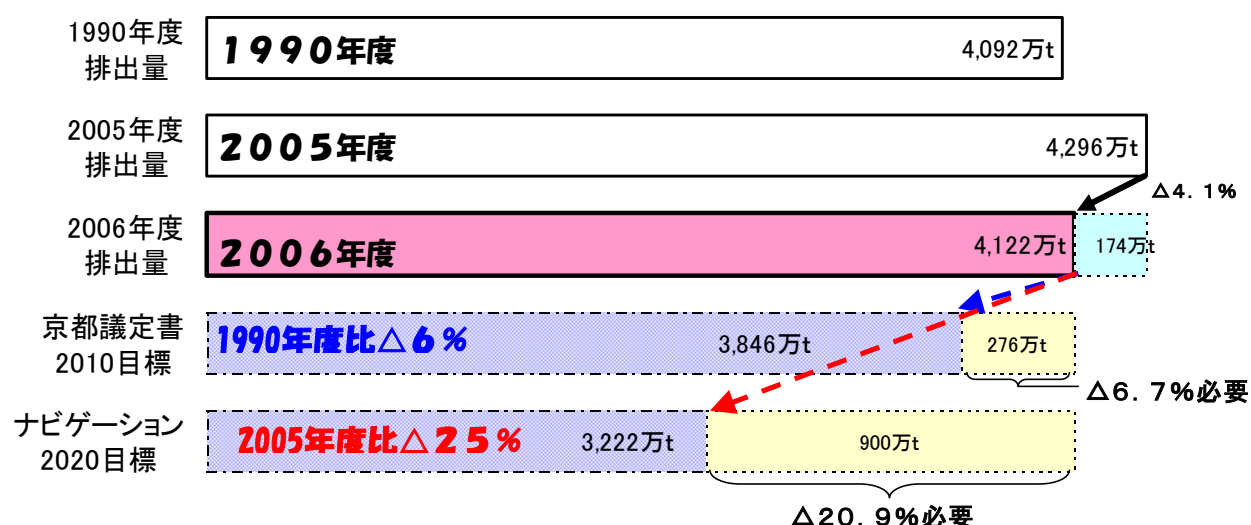 1990年度
排出量
1990年度
4,092万t
2005年度
排出量
2005年度
4,296万t
△4.1%
2006年度
排出量
2006年度
4,122万t
174万t
京都議定書
2010目標
1990年度比△6%
3,846万t
276万t
△6.7%必要
ナビゲーション
2020目標
2005年度比△25%
3,222万t
900万t
△20.9%必要